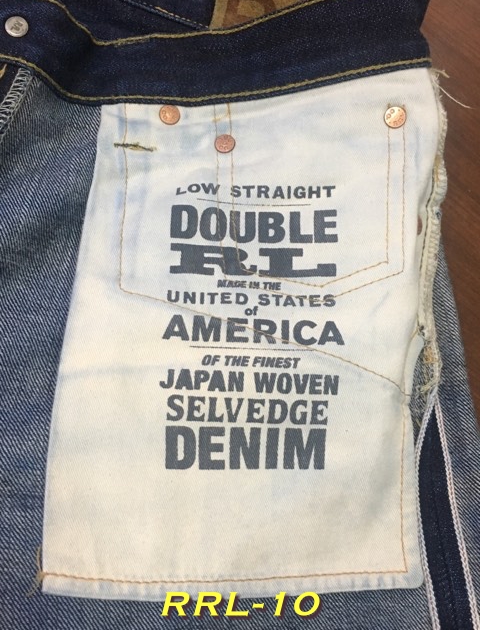 LOW STRAIGHT
DOUBLE
RL
MADE IN THE
UNITED STATES
of
AMERICA
OF THE FINEST
JAPAN WOVEN
SELVEDGE
DENIM
RRL-10